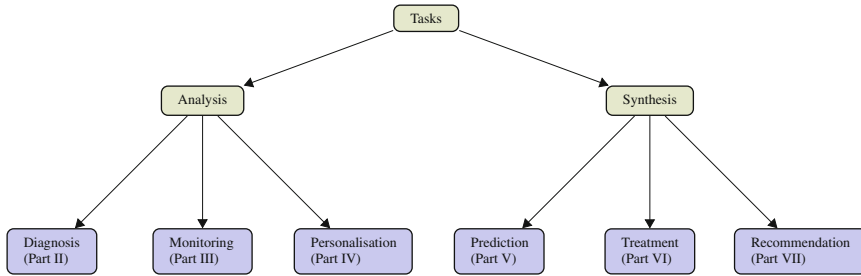 Tasks
Analysis
Synthesis
Diagnosis
(Part II)
Monitoring
(Part III)
Personalisation
(Part IV)
Prediction
(Part V)
Treatment
(Part VI)
Recommendation
(Part VII)